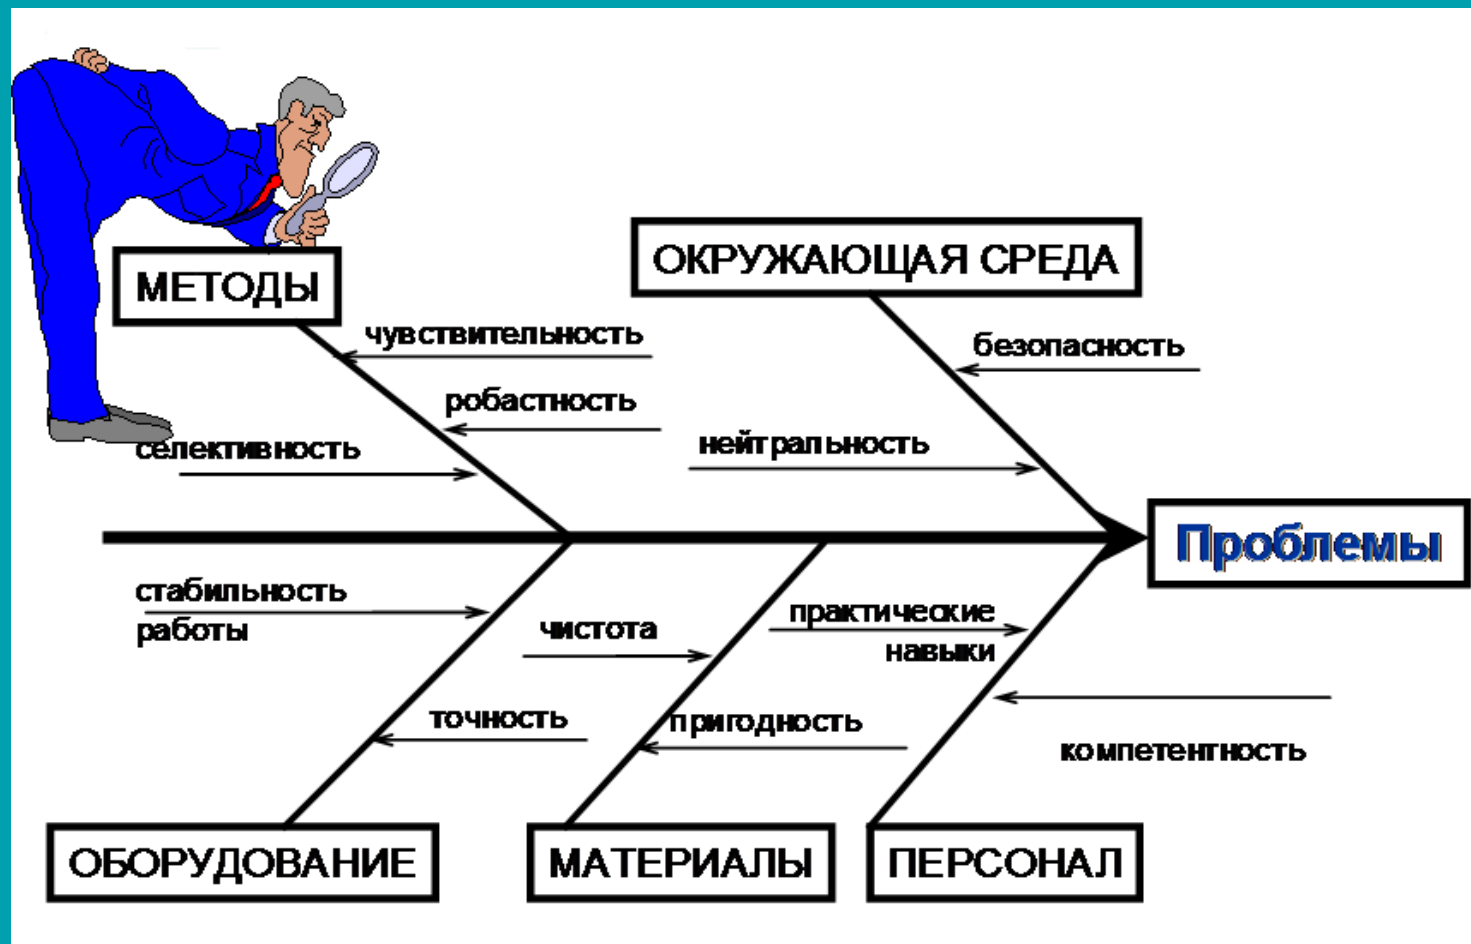 ОКРУЖАЮЩАЯ СРЕДА
МЕТОДЫ
чувствительность
безопасность
робастность
нейтральность
селективность
Проблемы
стабильность
работы
чистота
практические
навыки
точность
пригодность
компетентность
ОБОРУДОВАНИЕ
МАТЕРИАЛЫ
ПЕРСОНАЛ